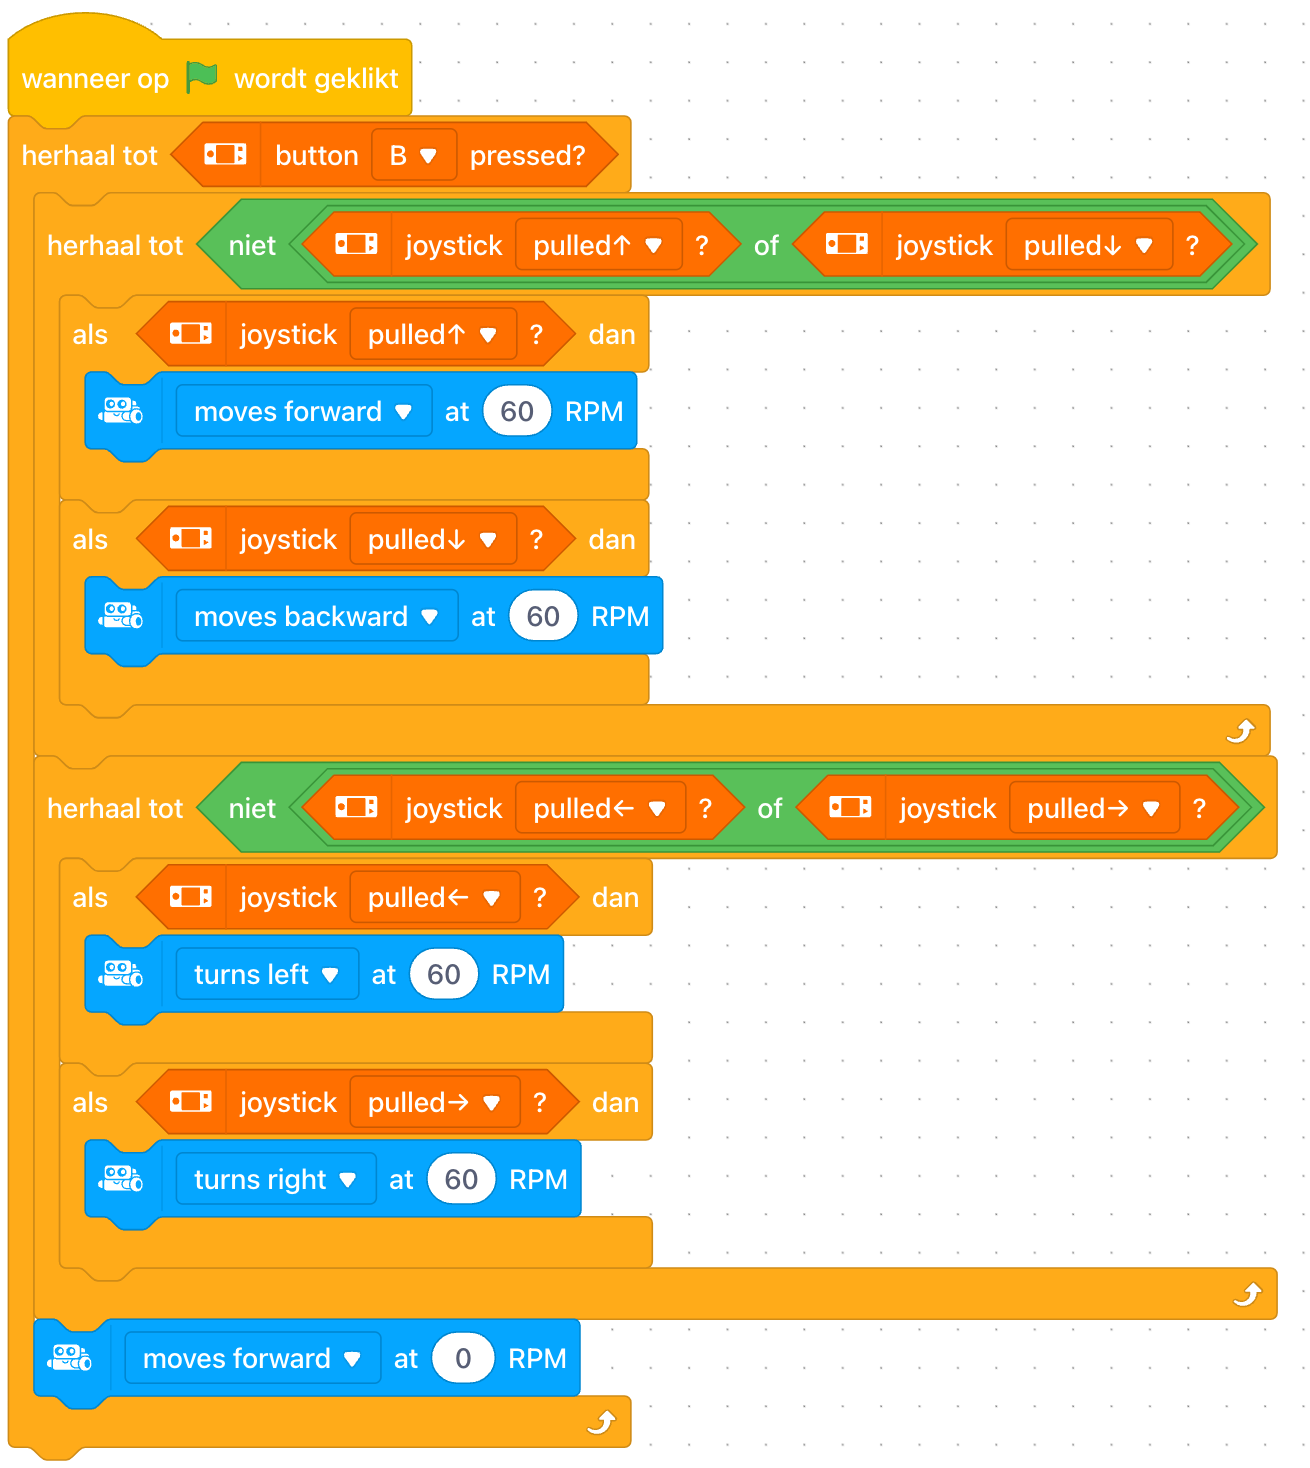 wanneer op wordt geklikt
herhaal tot button B pressed?
herhaal tot niet joystick pulled↑ ? of joystick pulled↓ ?
als joystick pulled↑ ? dan
moves forward at 60 RPM
als joystick pulled↓ ? dan
moves backward at 60 RPM
herhaal tot niet joystick pulled← ? of joystick pulled→ ?
als joystick pulled← ? dan
turns left at 60 RPM
als joystick pulled→ ? dan
turns right at 60 RPM
moves forward at 0 RPM